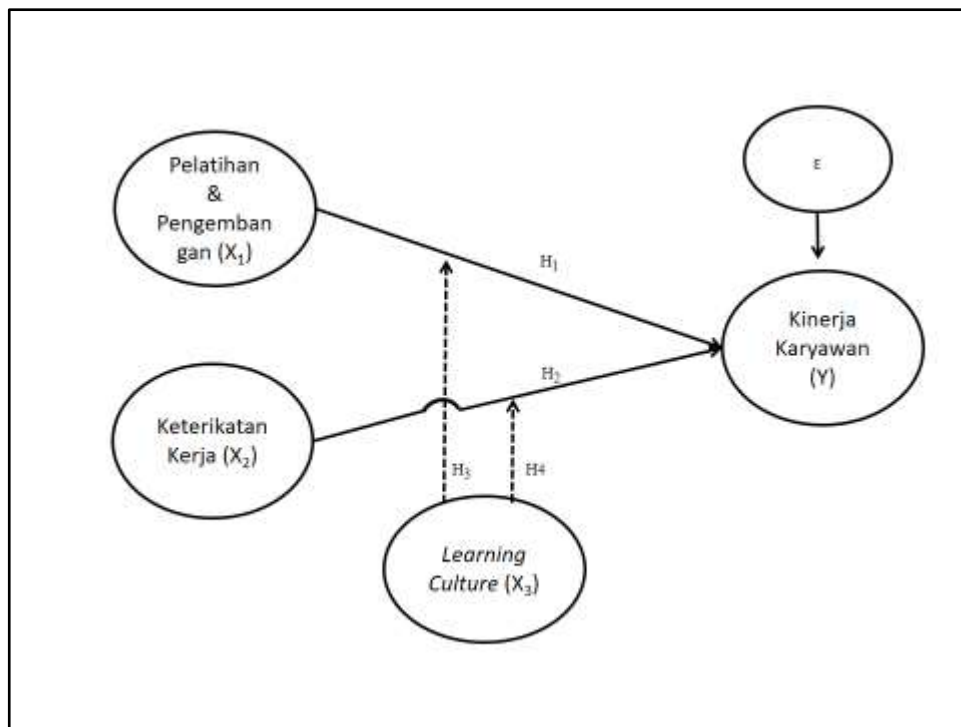 Pelatihan
&
Pengemban
gan (X₁)
ε
H₁
Kinerja
Karyawan
(Y)
H₂
Keterikatan
Kerja (X₂)
H₃
H4
Learning
Culture (X₃)